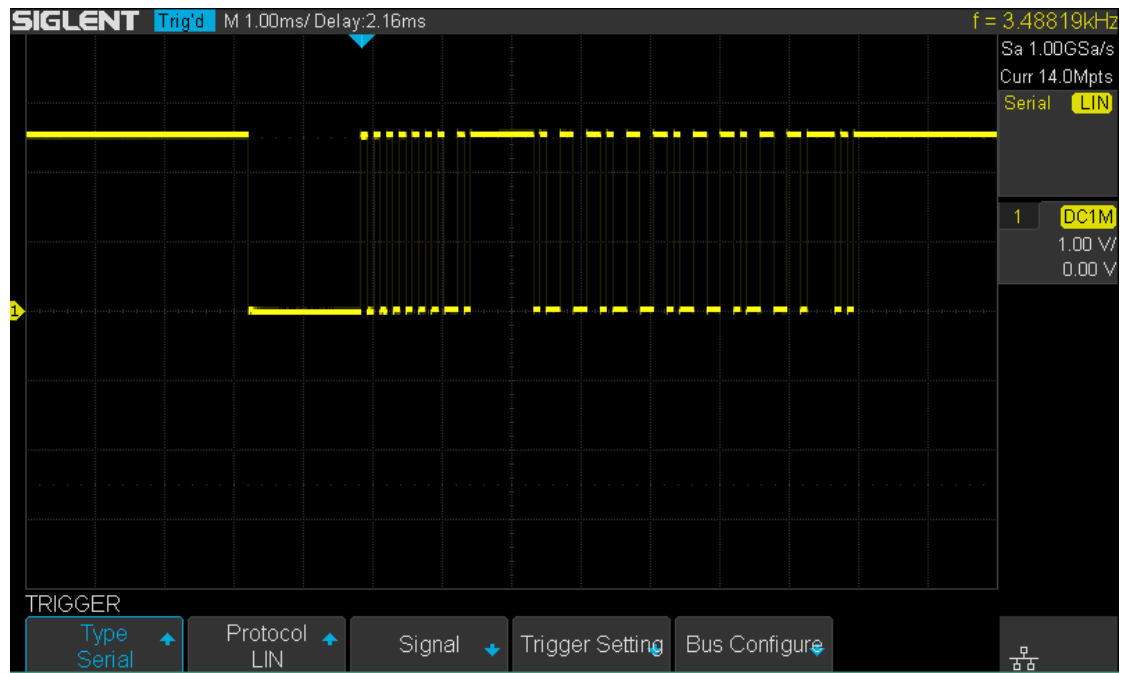 SIGLENT Trig'd M 1.00ms/ Delay:2.16ms f = 3.48819kHz
Sa 1.00GSa/s
Curr 14.0Mpts
Serial LIN
1 DC1M
1.00 V/
0.00 V
1
TRIGGER
Type Serial
Protocol LIN
Signal
Trigger Setting
Bus Configure